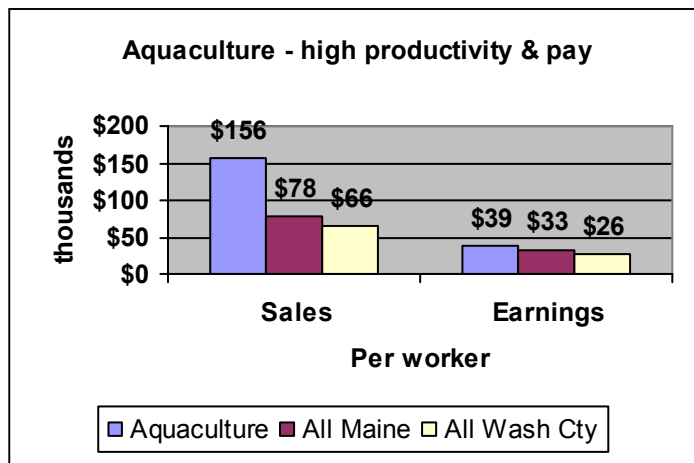 Aquaculture - high productivity & pay
thousands
$200
$150
$100
$50
$0
$156
$78
$66
$39
$33
$26
Sales
Earnings
Per worker
Aquaculture
All Maine
All Wash Cty